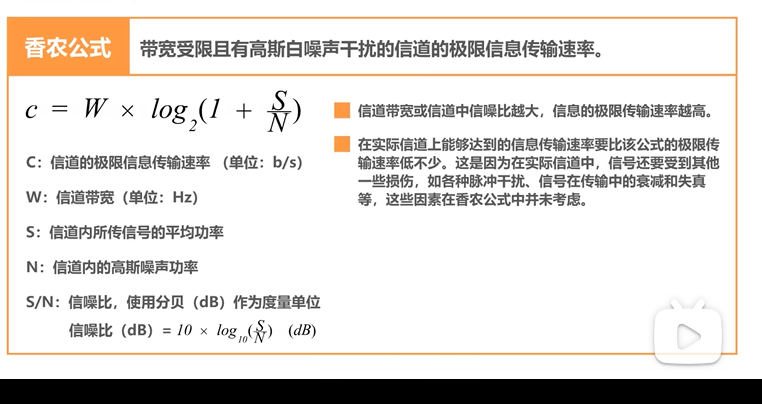 香农公式
带宽受限且有高斯白噪声干扰的信道的极限信息传输速率。
c = W × log₂(1 + S/N)
C：信道的极限信息传输速率 （单位：b/s）
W：信道带宽（单位：Hz）
S：信道内所传信号的平均功率
N：信道内的高斯噪声功率
S/N：信噪比，使用分贝（dB）作为度量单位
信噪比（dB）= 10 × log₁₀(S/N) (dB)
信道带宽或信道中信噪比越大，信息的极限传输速率越高。
在实际信道上能够达到的信息传输速率要比该公式的极限传
输速率低不少。这是因为在实际信道中，信号还要受到其他
一些损伤，如各种脉冲干扰、信号在传输中的衰减和失真
等，这些因素在香农公式中并未考虑。